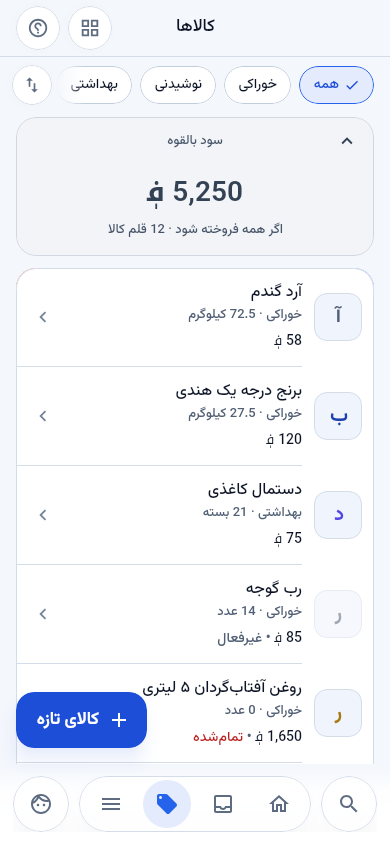 کالاها
همه
خوراکی
نوشیدنی
بهداشتی
سود بالقوه
5,250 ؋
اگر همه فروخته شود · 12 قلم کالا
آ
آرد گندم
خوراکی · 72.5 کیلوگرم
58 ؋
ب
برنج درجه یک هندی
خوراکی · 27.5 کیلوگرم
120 ؋
د
دستمال کاغذی
بهداشتی · 21 بسته
75 ؋
ر
رب گوجه
خوراکی · 14 عدد
85 ؋ • غیرفعال
ر
روغن آفتاب‌گردان ۵ لیتری
خوراکی · 0 عدد
1,650 ؋ • تمام‌شده
کالای تازه